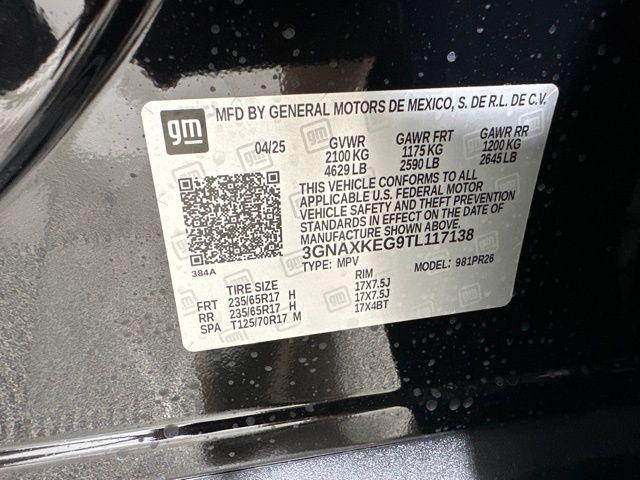 gm
MFD BY GENERAL MOTORS DE MEXICO, S. DE R.L. DE C.V.
04/25 GVWR GAWR FRT GAWR RR
2100 KG 1175 KG 1200 KG
4629 LB 2590 LB 2645 LB
THIS VEHICLE CONFORMS TO ALL
APPLICABLE U.S. FEDERAL MOTOR
VEHICLE SAFETY AND THEFT PREVENTION
STANDARDS IN EFFECT ON THE DATE OF
MANUFACTURE SHOWN ABOVE.
3GNAXKEG9TL117138
TYPE: MPV MODEL: 981PR26
384A
TIRE SIZE RIM
FRT 235/65R17 H 17X7.5J
RR 235/65R17 H 17X7.5J
SPA T125/70R17 M 17X4BT